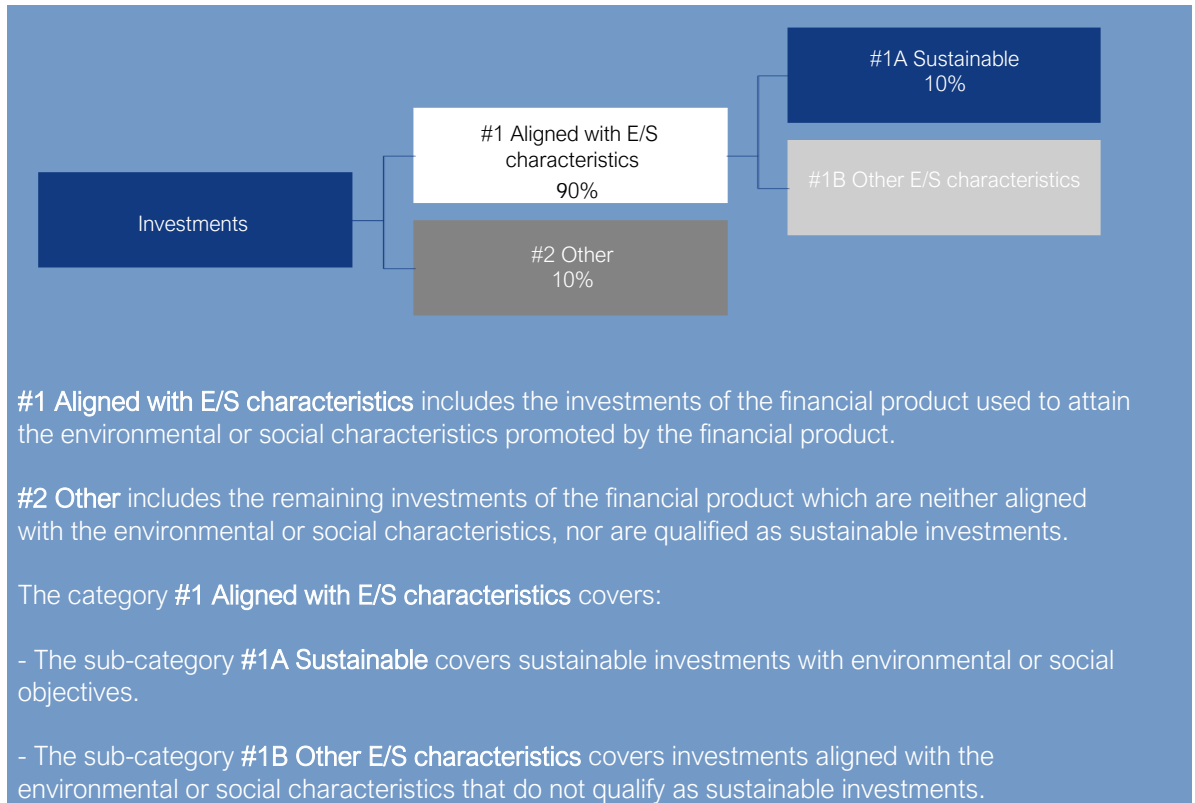 #1A Sustainable
10%
#1 Aligned with E/S
characteristics
90%
#1B Other E/S characteristics
Investments
#2 Other
10%
#1 Aligned with E/S characteristics includes the investments of the financial product used to attain
the environmental or social characteristics promoted by the financial product.
#2 Other includes the remaining investments of the financial product which are neither aligned
with the environmental or social characteristics, nor are qualified as sustainable investments.
The category #1 Aligned with E/S characteristics covers:
- The sub-category #1A Sustainable covers sustainable investments with environmental or social
objectives.
- The sub-category #1B Other E/S characteristics covers investments aligned with the
environmental or social characteristics that do not qualify as sustainable investments.